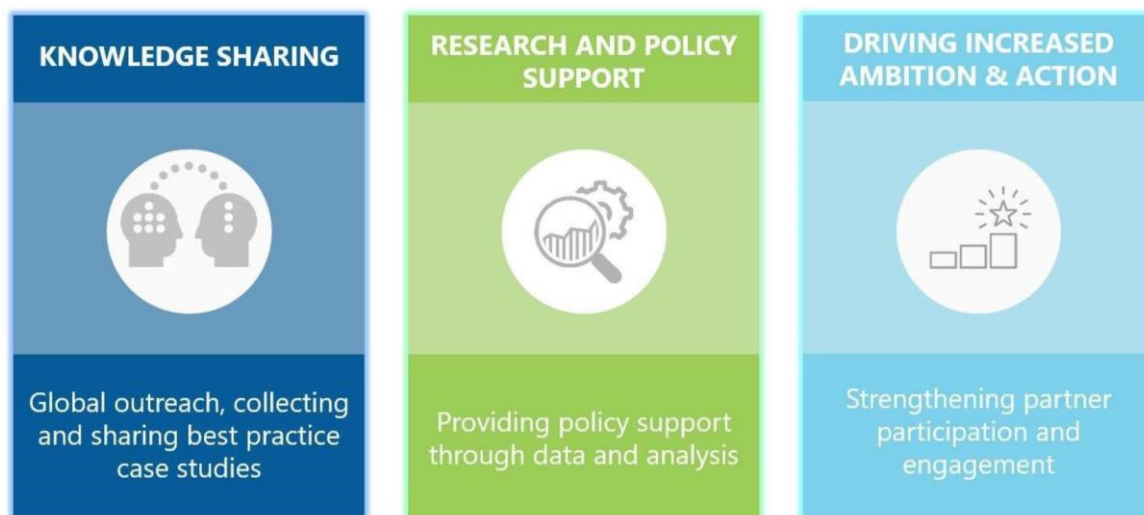 KNOWLEDGE SHARING
Global outreach, collecting
and sharing best practice
case studies
RESEARCH AND POLICY
SUPPORT
Providing policy support
through data and analysis
DRIVING INCREASED
AMBITION & ACTION
Strengthening partner
participation and
engagement